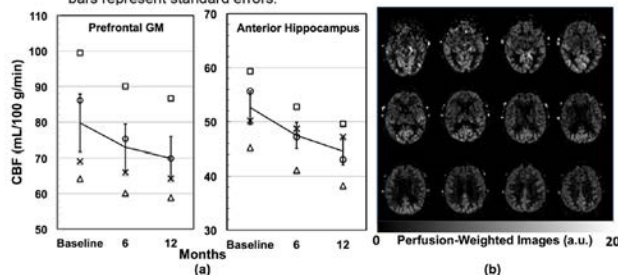 bars represent standard errors.
Prefrontal GM
Anterior Hippocampus
CBF (mL/100 g/min)
110
100
90
80
70
60
50
70
60
50
40
30
Baseline 6 12
Baseline 6 12
Months
0 Perfusion-Weighted Images (a.u.) 20
(a)
(b)